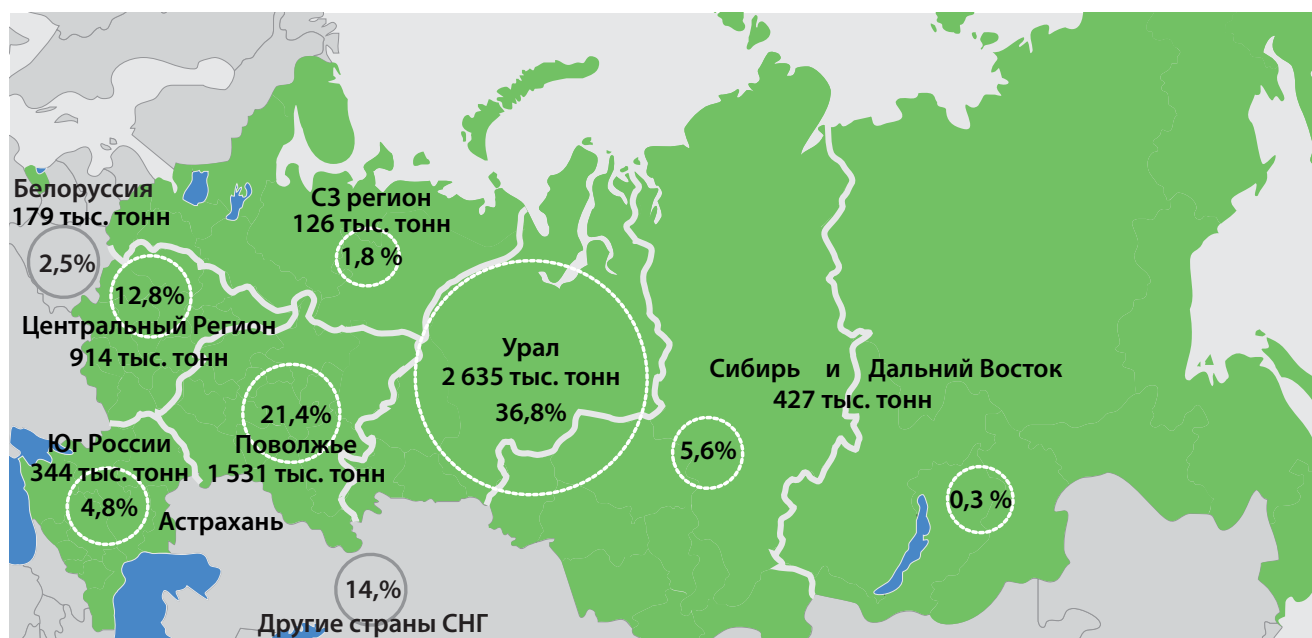 Белоруссия
179 тыс. тонн
2,5%
СЗ регион
126 тыс. тонн
1,8 %
12,8%
Центральный Регион
914 тыс. тонн
Урал
2 635 тыс. тонн
36,8%
Сибирь и Дальний Восток
427 тыс. тонн
5,6%
0,3 %
21,4%
Поволжье
1 531 тыс. тонн
Юг России
344 тыс. тонн
4,8%
Астрахань
14,%
Другие страны СНГ